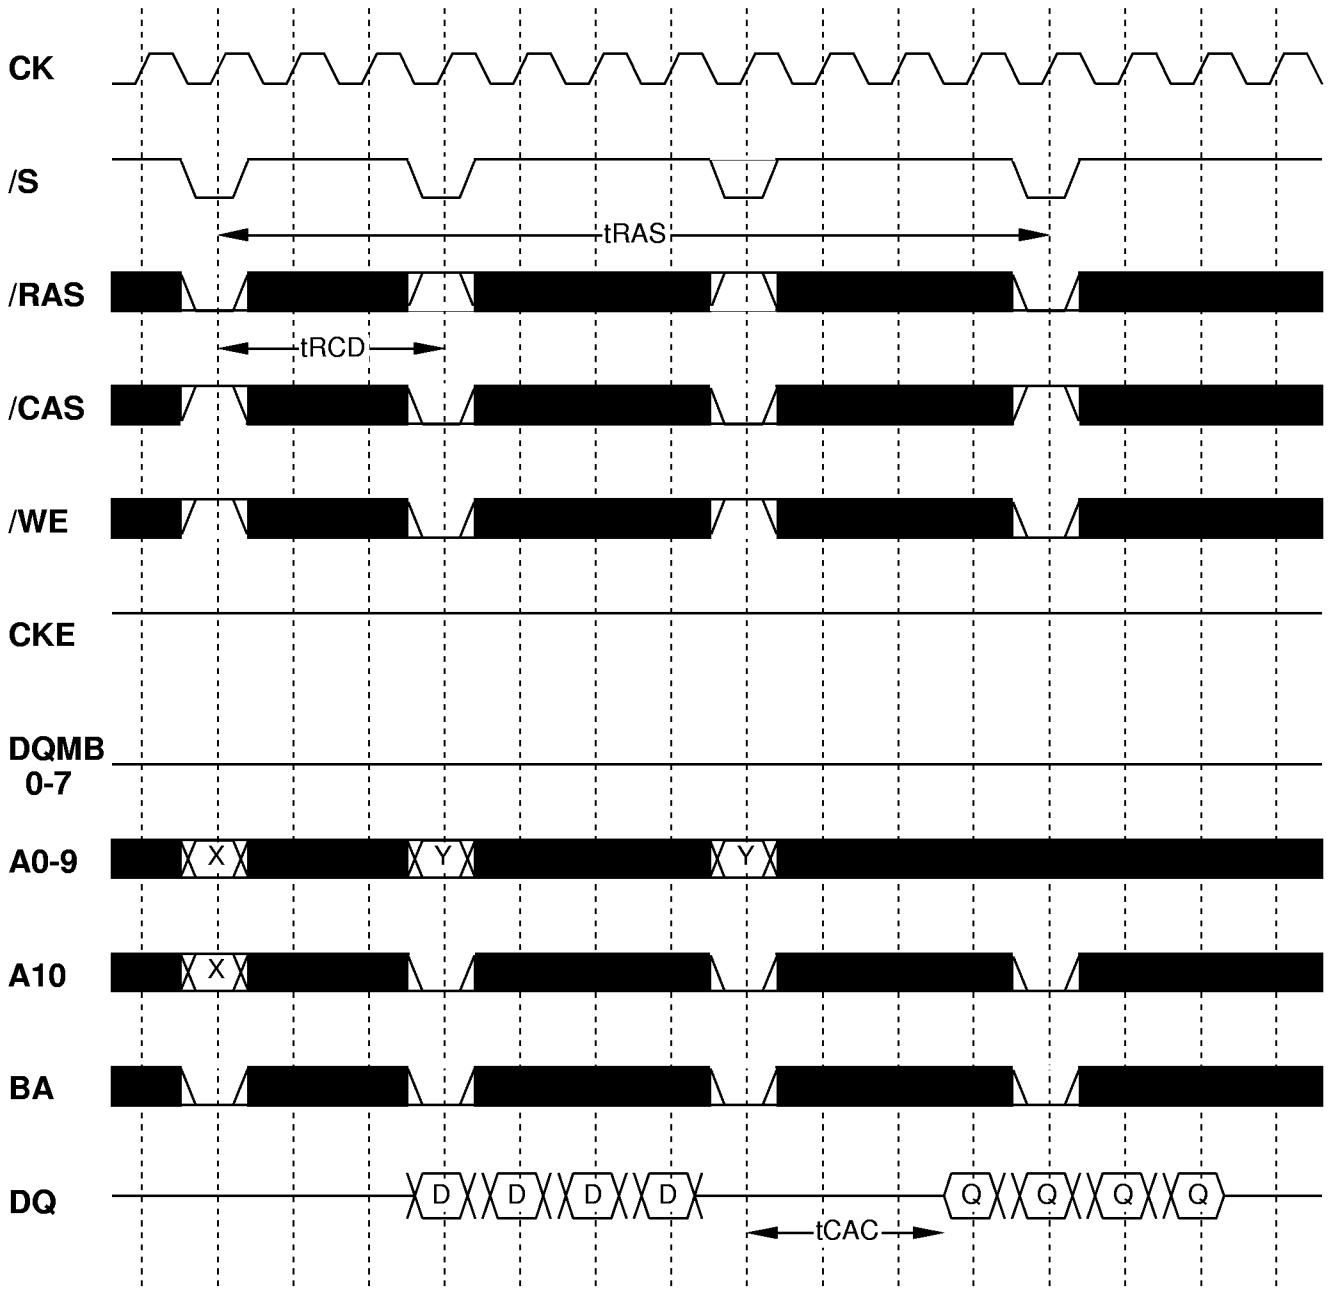 CK
/S
tRAS
/RAS
tRCD
/CAS
/WE
CKE
DQMB
0-7
A0-9 X Y Y
A10 X
BA
DQ D D D D Q Q Q Q
tCAC